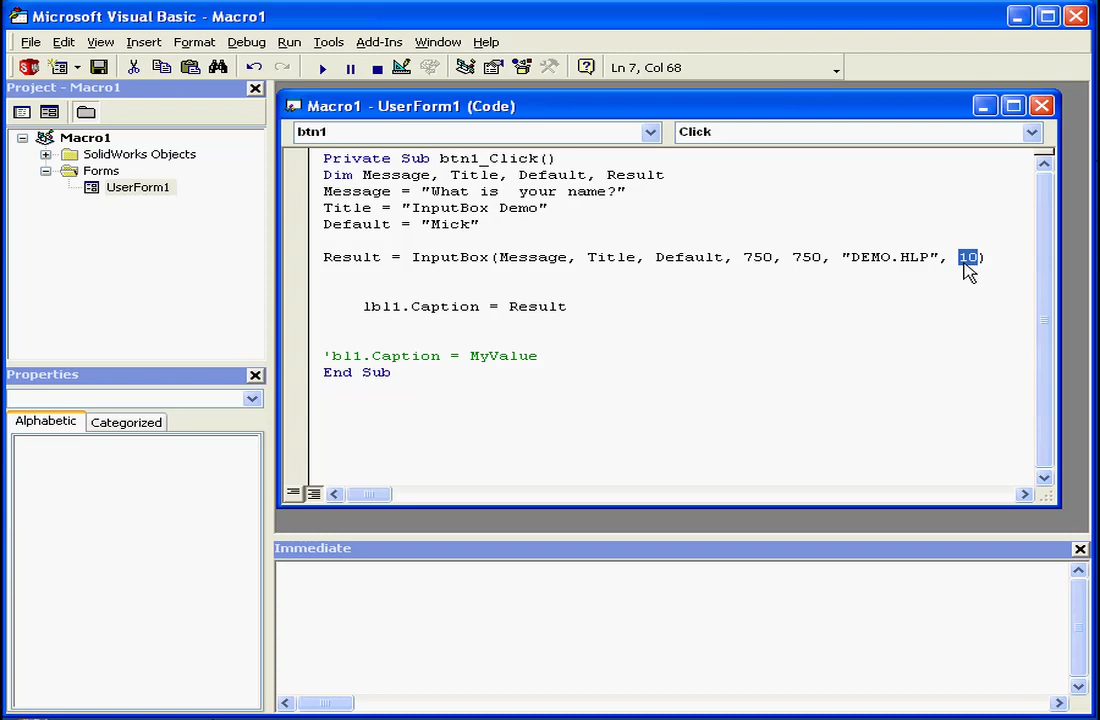 Microsoft Visual Basic - Macro1
File Edit View Insert Format Debug Run Tools Add-Ins Window Help
Ln 7, Col 68
Project - Macro1
Macro1
SolidWorks Objects
Forms
UserForm1
Properties
Alphabetic Categorized
Macro1 - UserForm1 (Code)
btn1 Click
Private Sub btn1_Click()
Dim Message, Title, Default, Result
Message = "What is  your name?"
Title = "InputBox Demo"
Default = "Mick"
Result = InputBox(Message, Title, Default, 750, 750, "DEMO.HLP", 10)
lbl1.Caption = Result
'bl1.Caption = MyValue
End Sub
Immediate